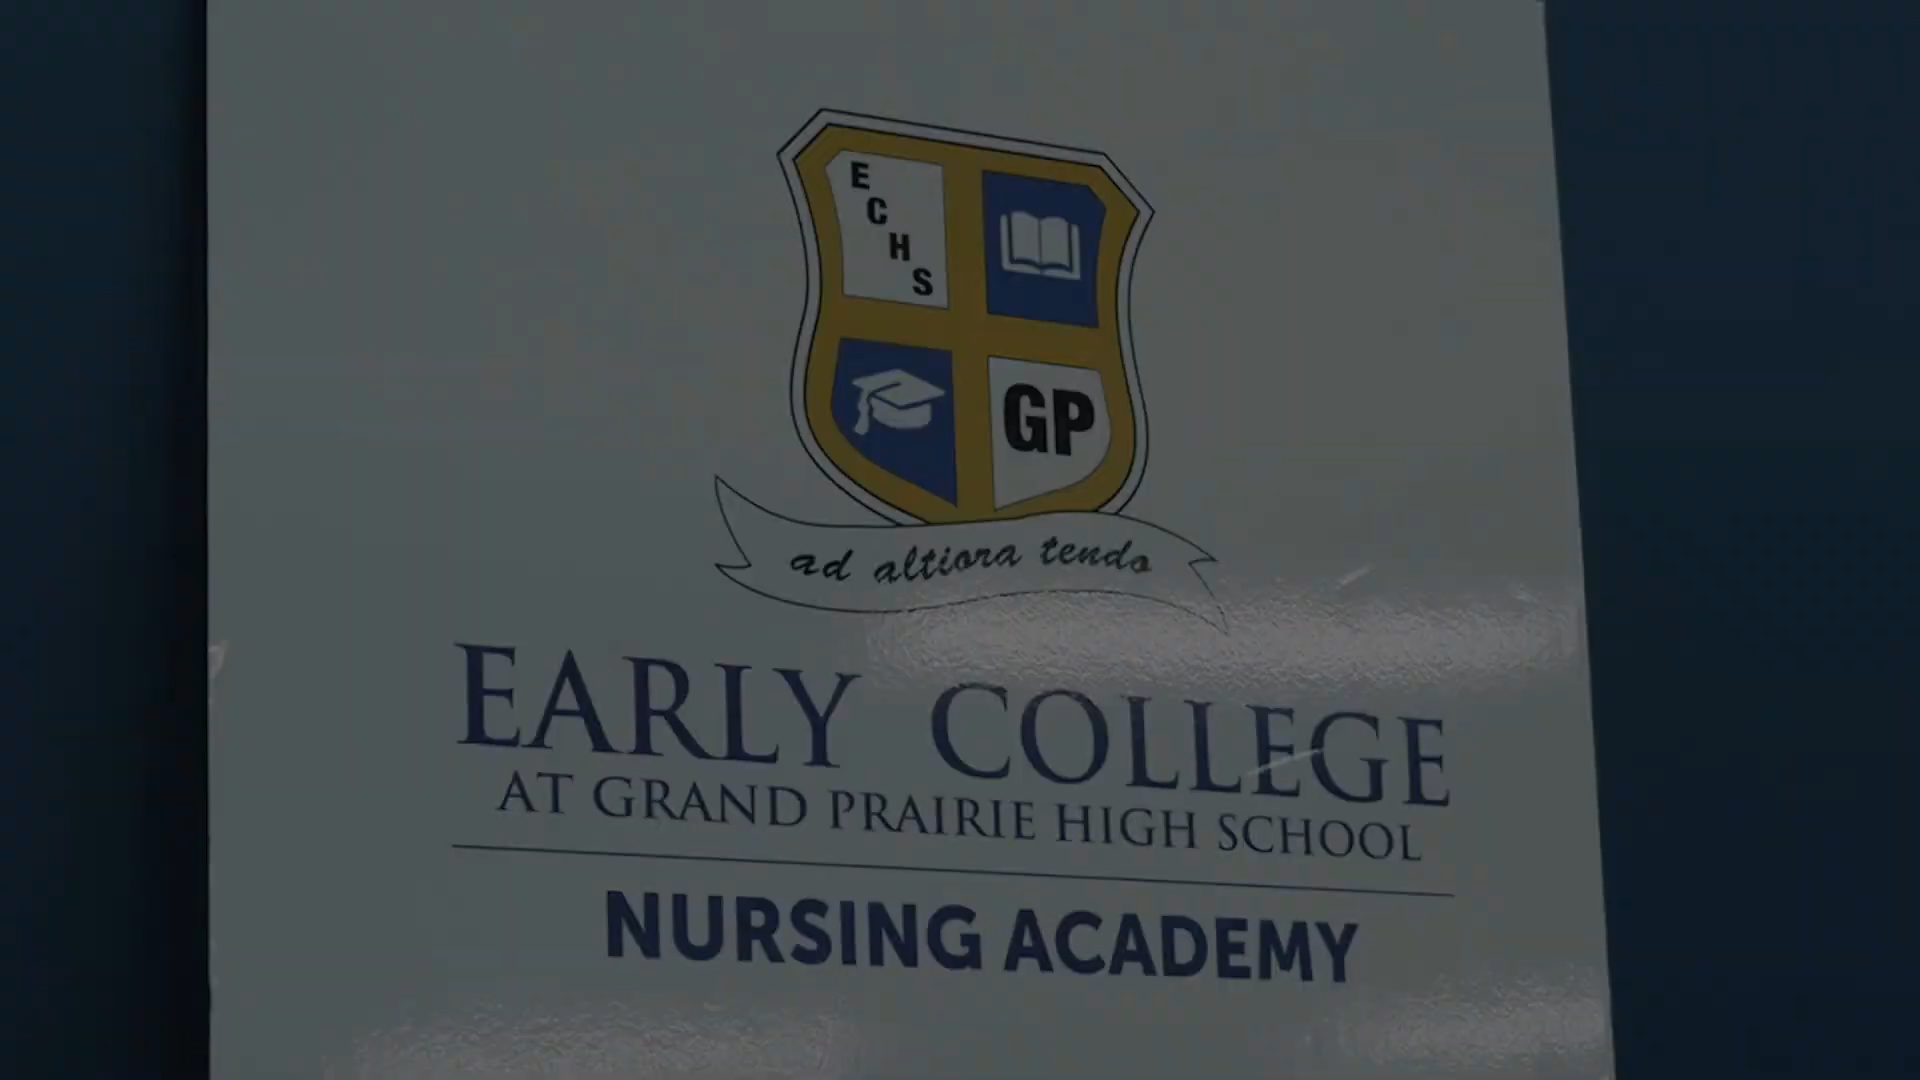 E
C
H
S
GP
ad altiora tendo
EARLY COLLEGE
AT GRAND PRAIRIE HIGH SCHOOL
NURSING ACADEMY